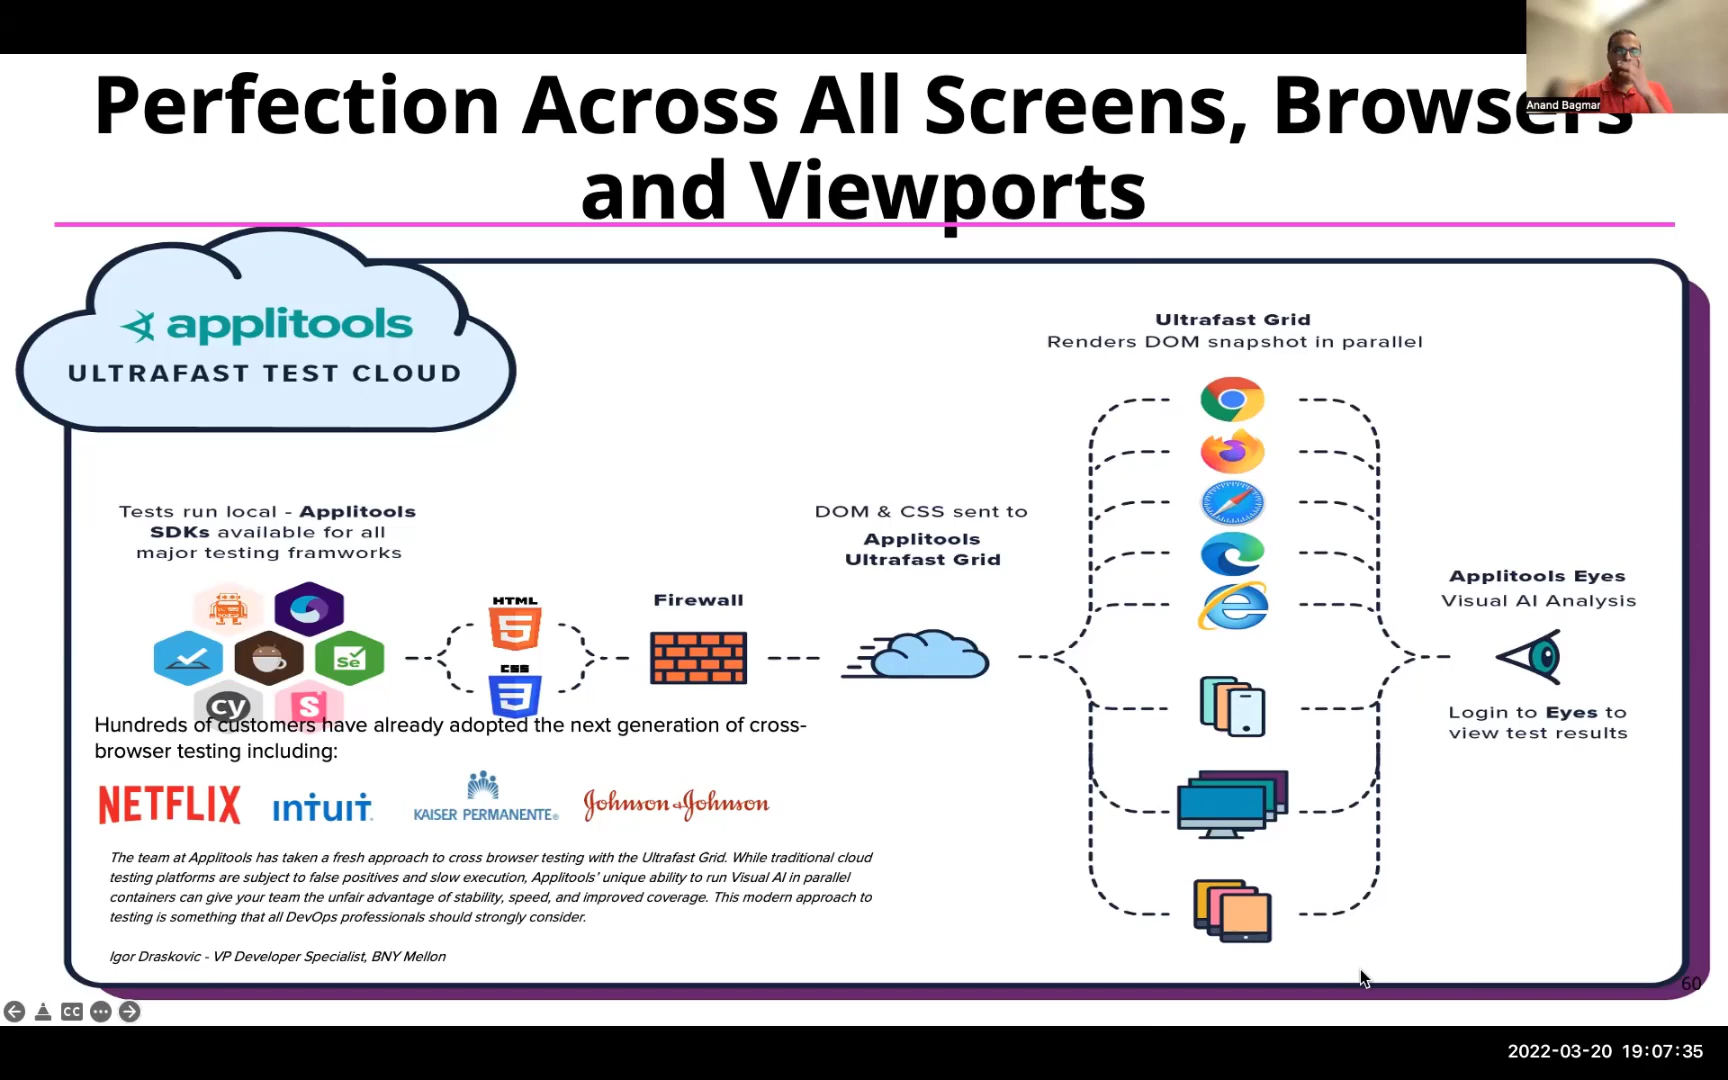 Perfection Across All Screens, Browsers
and Viewports
Anand Bagmar
applitools
ULTRAFAST TEST CLOUD
Ultrafast Grid
Renders DOM snapshot in parallel
Tests run local - Applitools
SDKs available for all
major testing framworks
HTML
5
CSS
3
Se
cy
S
Firewall
DOM & CSS sent to
Applitools
Ultrafast Grid
Applitools Eyes
Visual AI Analysis
Login to Eyes to
view test results
Hundreds of customers have already adopted the next generation of cross-
browser testing including:
NETFLIX
intuit.
KAISER PERMANENTE®
Johnson & Johnson
The team at Applitools has taken a fresh approach to cross browser testing with the Ultrafast Grid. While traditional cloud
testing platforms are subject to false positives and slow execution, Applitools' unique ability to run Visual AI in parallel
containers can give your team the unfair advantage of stability, speed, and improved coverage. This modern approach to
testing is something that all DevOps professionals should strongly consider.
Igor Draskovic - VP Developer Specialist, BNY Mellon
60
CC
2022-03-20 19:07:35